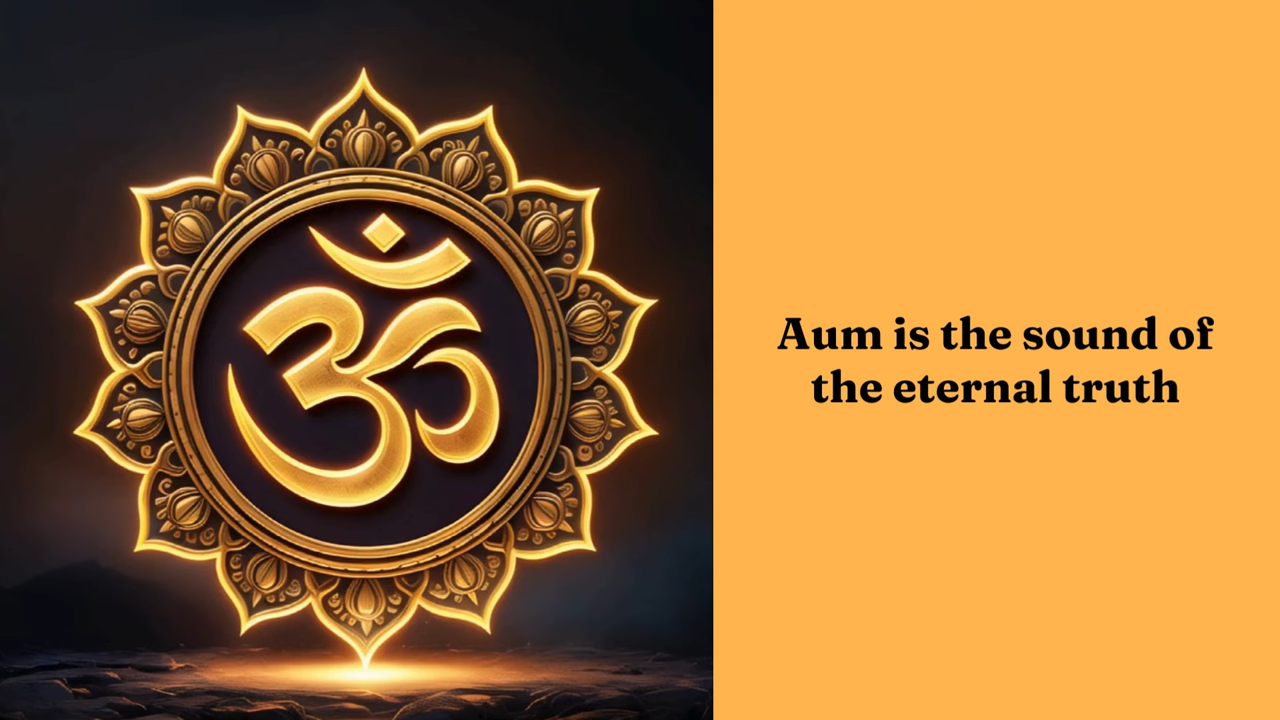 ॐ
Aum is the sound of
the eternal truth